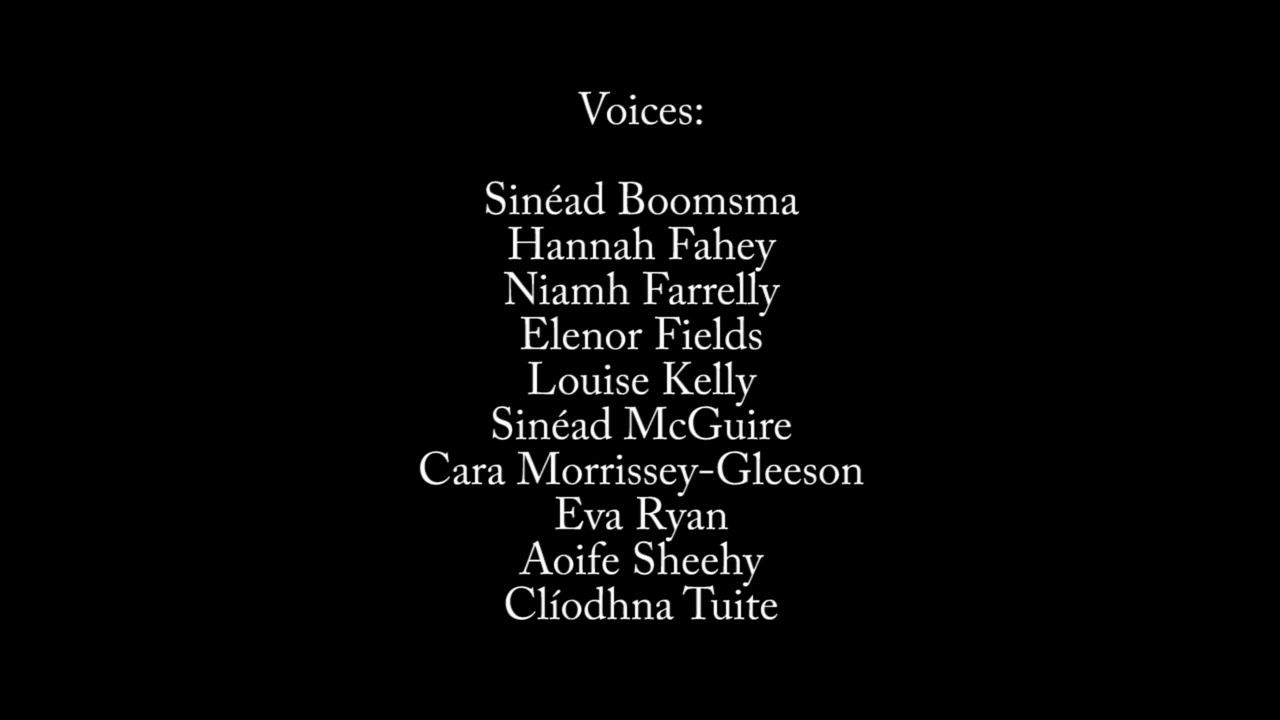 Voices:
Sinéad Boomsma
Hannah Fahey
Niamh Farrelly
Elenor Fields
Louise Kelly
Sinéad McGuire
Cara Morrissey-Gleeson
Eva Ryan
Aoife Sheehy
Clíodhna Tuite